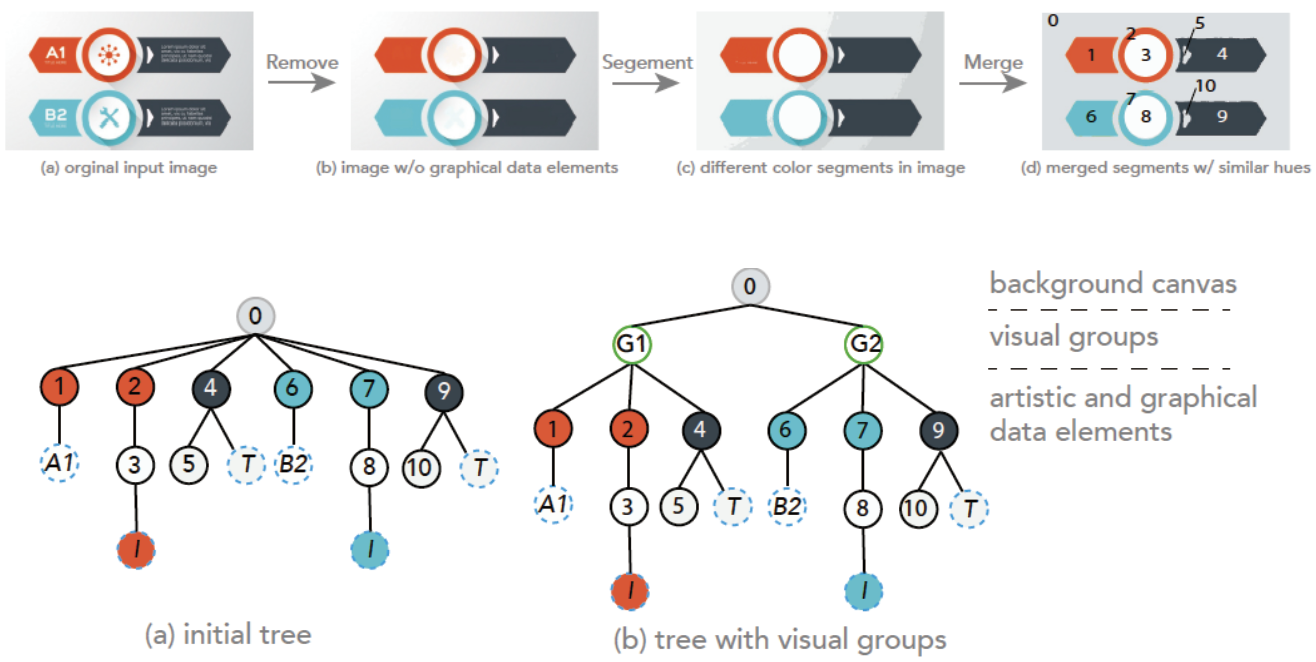 A1
B2
Remove
Segement
Merge
0
1
2
3
5
4
6
7
8
10
9
(a) orginal input image
(b) image w/o graphical data elements
(c) different color segments in image
(d) merged segments w/ similar hues
0
1
2
4
6
7
9
A1
3
5
T
B2
8
10
T
I
I
(a) initial tree
0
G1
G2
1
2
4
6
7
9
A1
3
5
T
B2
8
10
T
I
I
(b) tree with visual groups
background canvas
visual groups
artistic and graphical
data elements